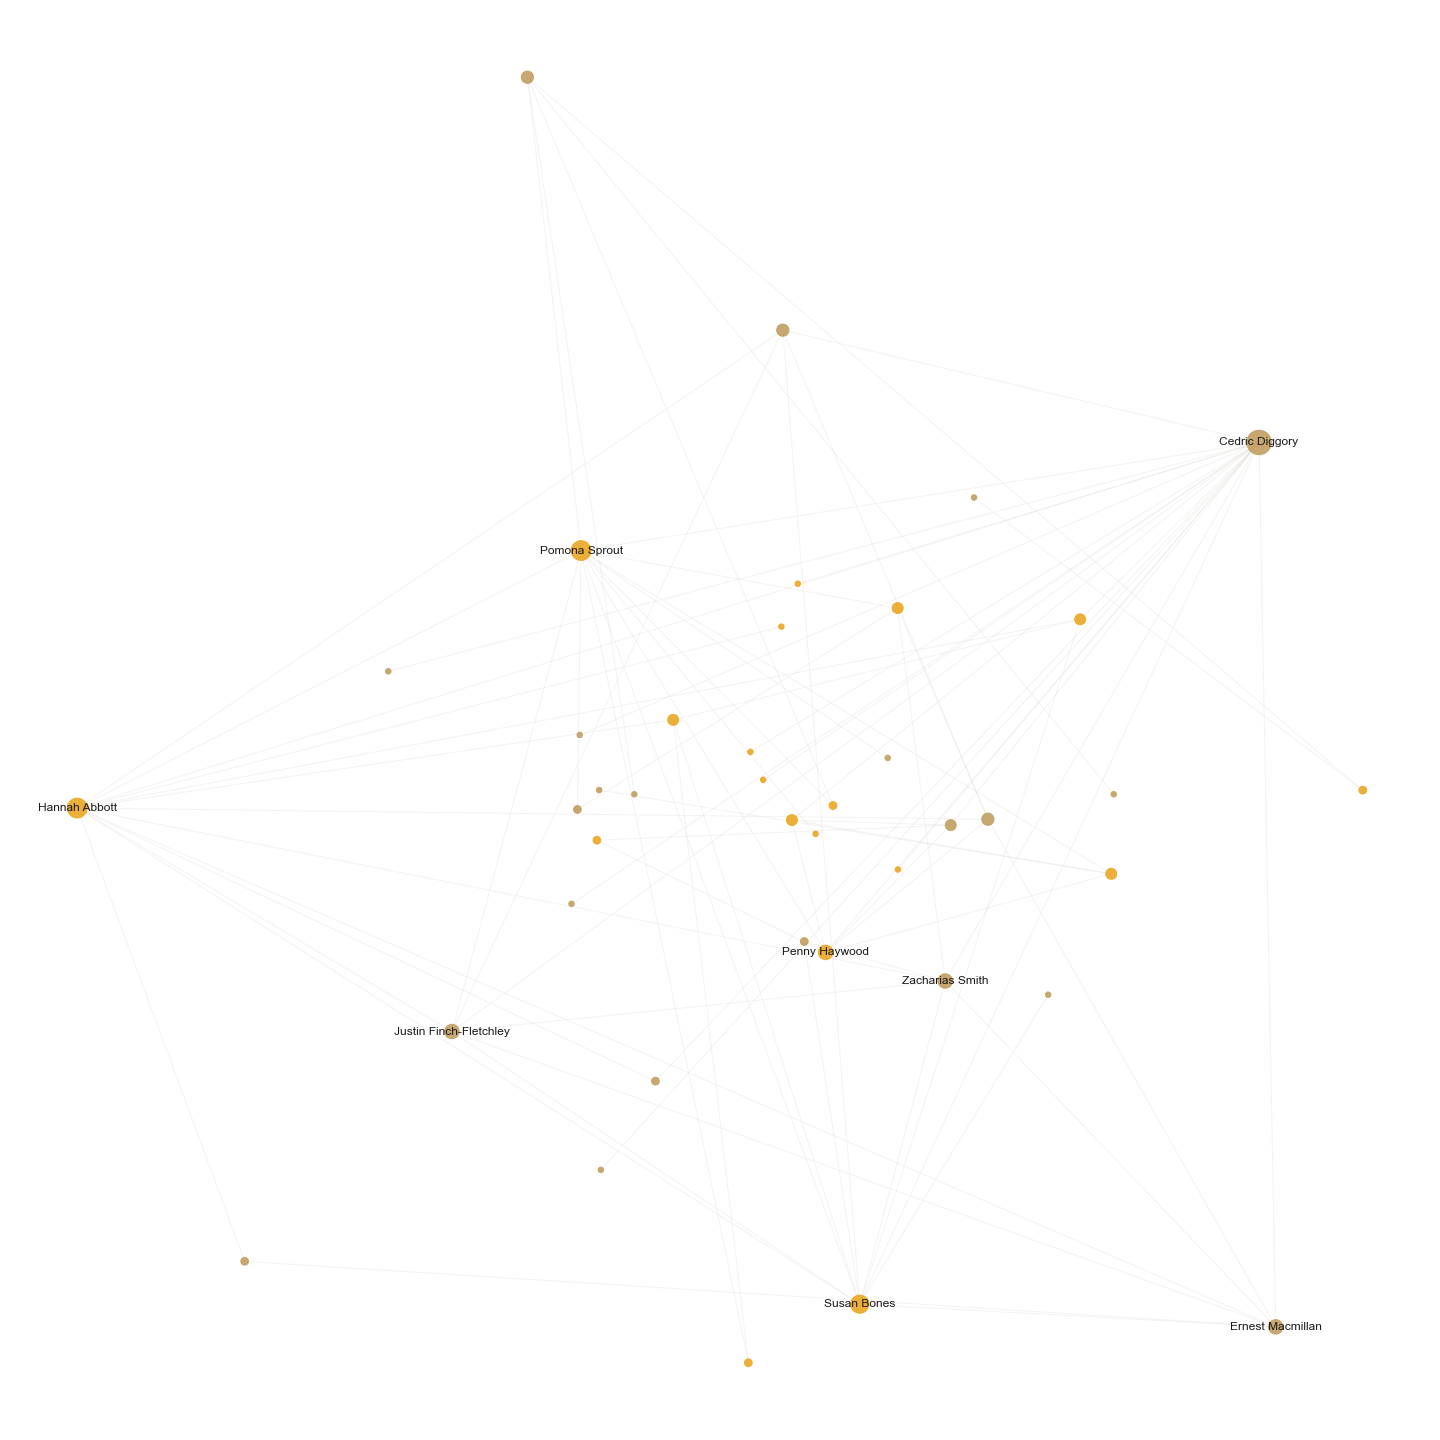 Cedric Diggory
Pomona Sprout
Hannah Abbott
Penny Haywood
Zacharias Smith
Justin Finch-Fletchley
Susan Bones
Ernest Macmillan